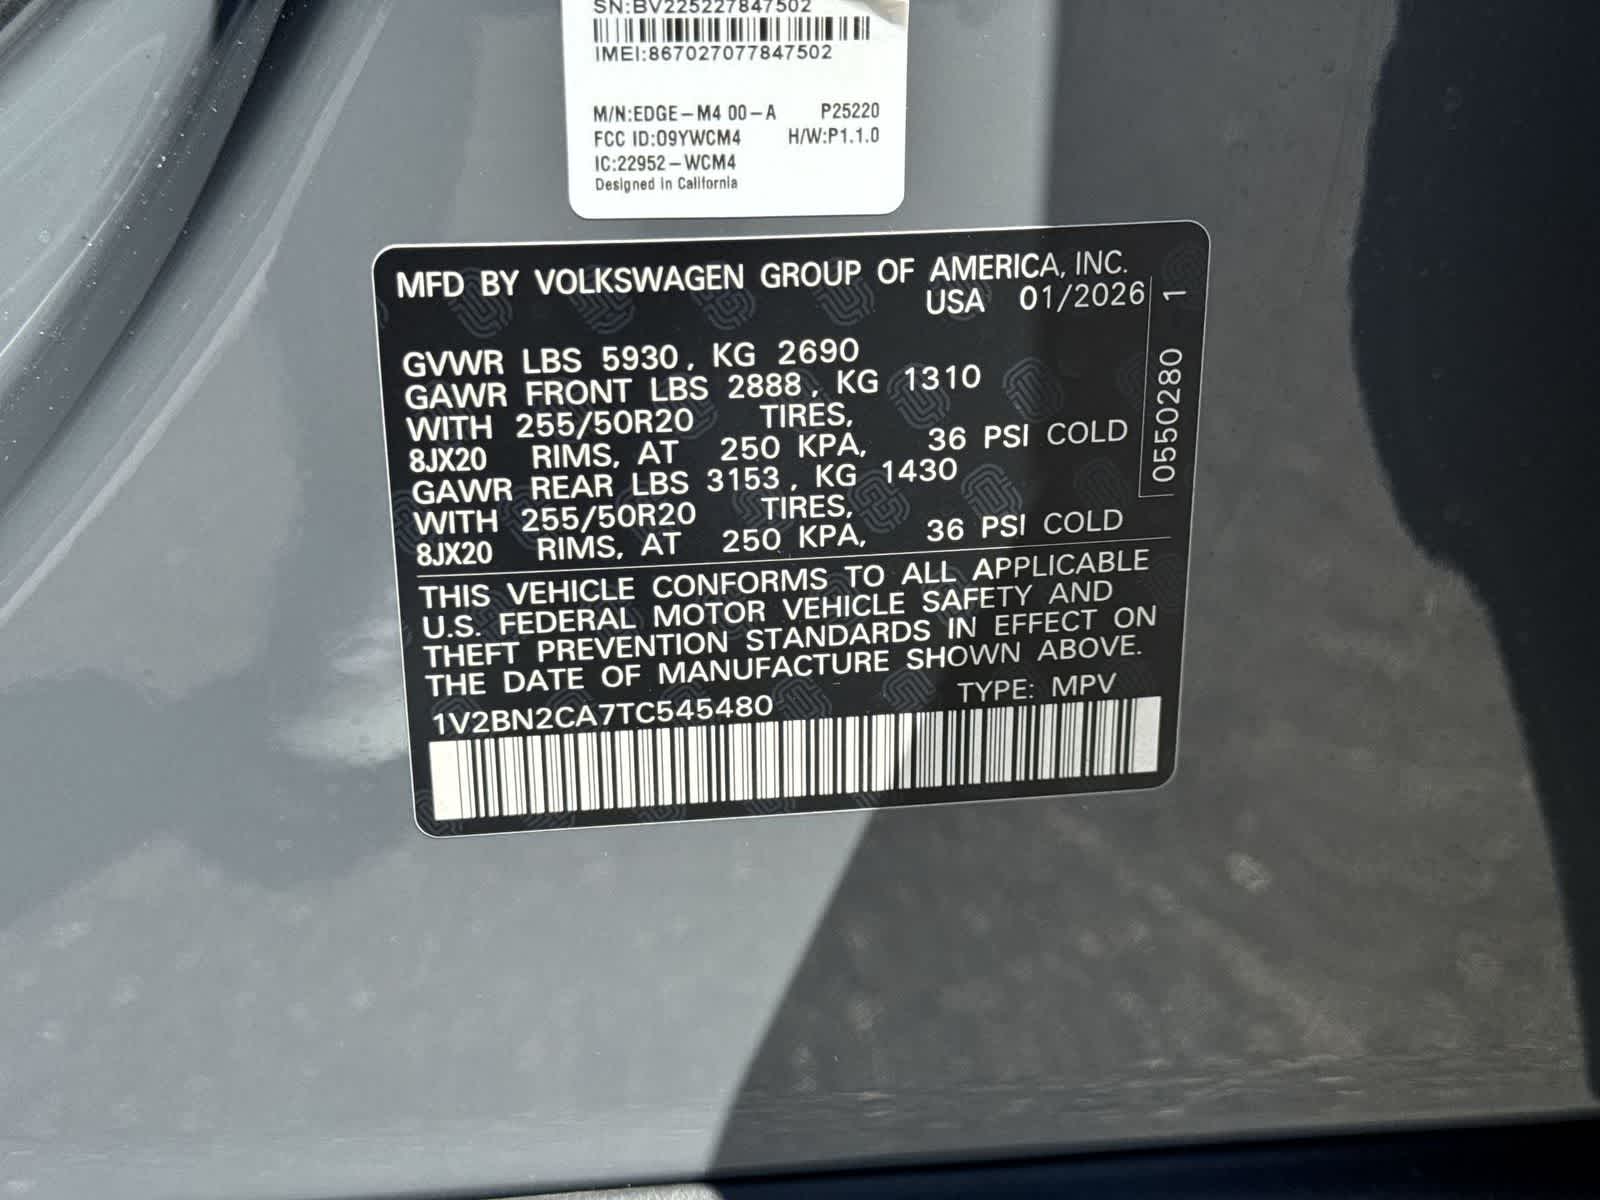 SN:BV225227847502
IMEI:867027077847502
M/N:EDGE-M4 00-A P25220
FCC ID:O9YWCM4 H/W:P1.1.0
IC:22952-WCM4
Designed in California
MFD BY VOLKSWAGEN GROUP OF AMERICA, INC.
USA 01/2026
GVWR LBS 5930, KG 2690
GAWR FRONT LBS 2888, KG 1310
WITH 255/50R20 TIRES,
8JX20 RIMS, AT 250 KPA, 36 PSI COLD
GAWR REAR LBS 3153, KG 1430
WITH 255/50R20 TIRES,
8JX20 RIMS, AT 250 KPA, 36 PSI COLD
0550280 1
THIS VEHICLE CONFORMS TO ALL APPLICABLE
U.S. FEDERAL MOTOR VEHICLE SAFETY AND
THEFT PREVENTION STANDARDS IN EFFECT ON
THE DATE OF MANUFACTURE SHOWN ABOVE.
1V2BN2CA7TC545480 TYPE: MPV